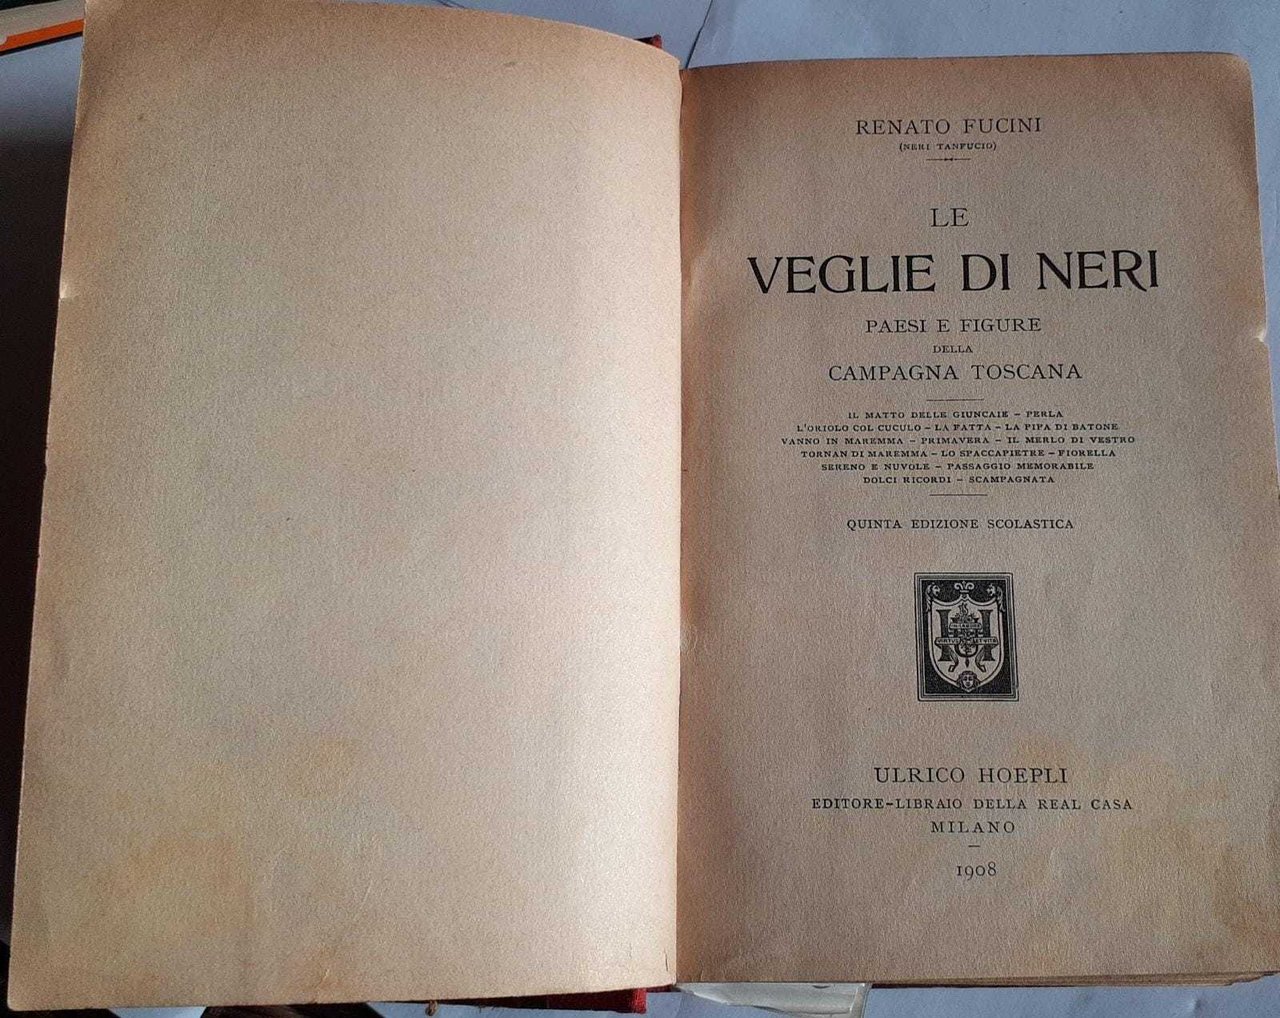 RENATO FUCINI
(NERI TANFUCIO)
LE
VEGLIE DI NERI
PAESI E FIGURE
DELLA
CAMPAGNA TOSCANA
IL MATTO DELLE GIUNCAIE – PERLA
L'ORIOLO COL CUCULO – LA FATTA – LA PIPA DI BATONE
VANNO IN MAREMMA – PRIMAVERA – IL MERLO DI VESTRO
TORNAN DI MAREMMA – LO SPACCAPIETRE – FIORELLA
SERENO E NUVOLE – PASSAGGIO MEMORABILE
DOLCI RICORDI – SCAMPAGNATA
QUINTA EDIZIONE SCOLASTICA
ULRICO HOEPLI
EDITORE-LIBRAIO DELLA REAL CASA
MILANO
1908